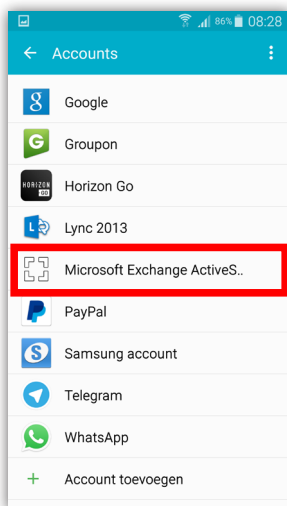 86% 08:28
Accounts
8 Google
G Groupon
HORIZON GO Horizon Go
Lync 2013
Microsoft Exchange ActiveS..
P PayPal
S Samsung account
Telegram
WhatsApp
+ Account toevoegen